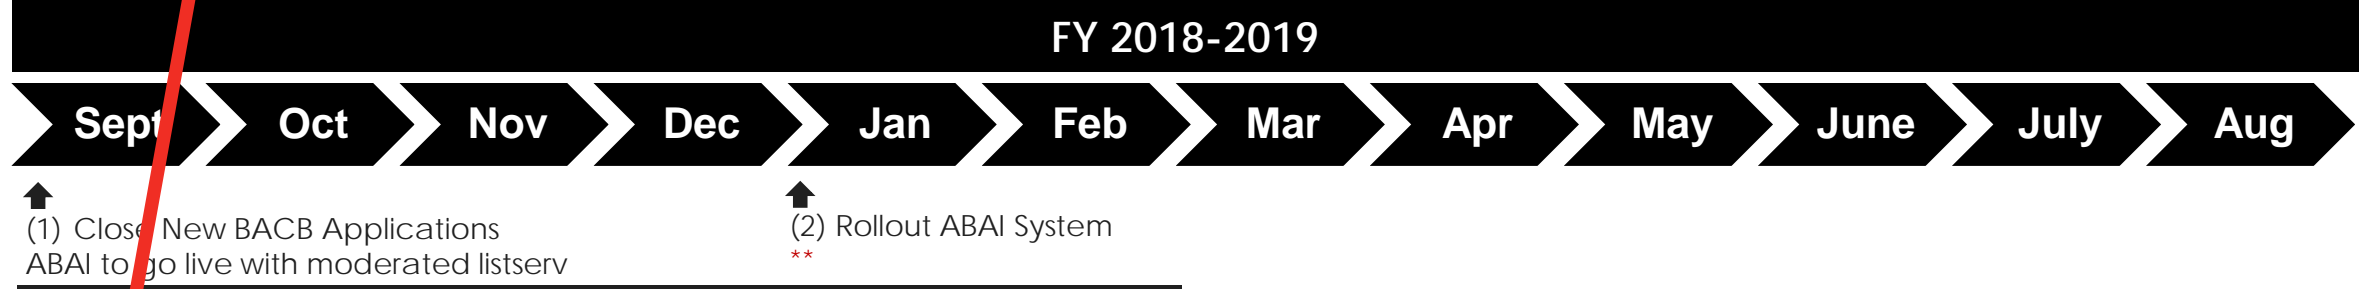 FY 2018-2019
Sept Oct Nov Dec Jan Feb Mar Apr May June July Aug
(1) Close New BACB Applications
ABAI to go live with moderated listserv
(2) Rollout ABAI System
**